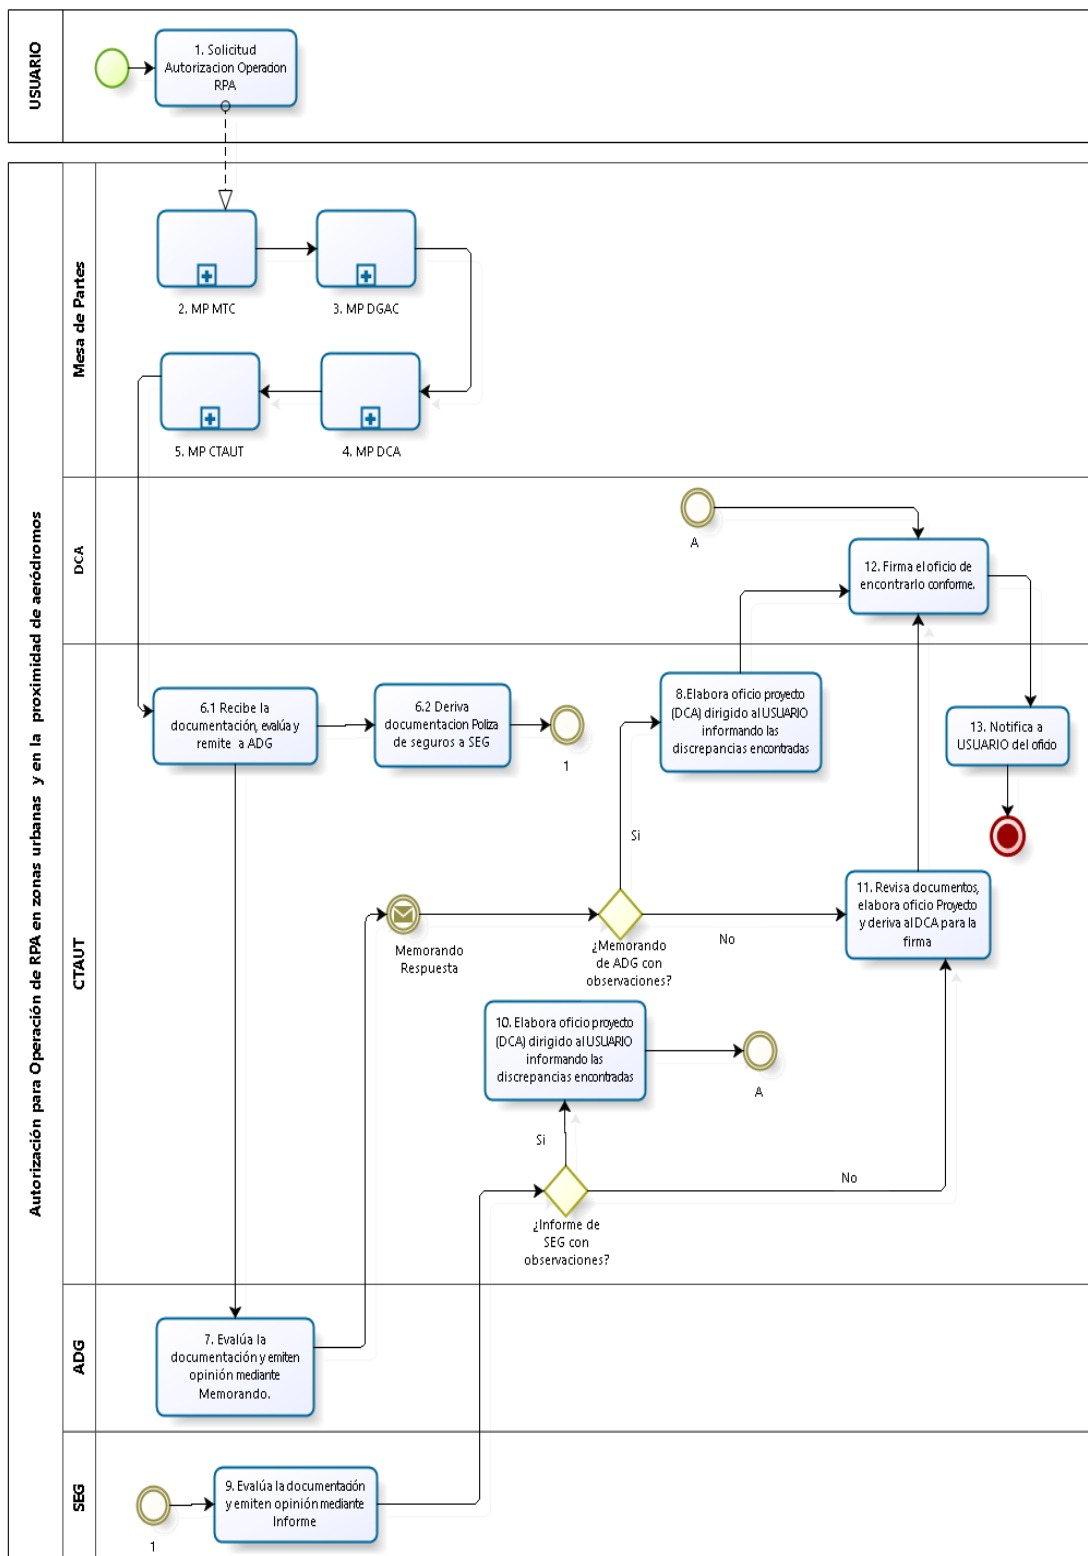 USUARIO
1. Solicitud
Autorizacion Operacion
RPA
Autorización para Operación de RPA en zonas urbanas y en la proximidad de aeródromos
Mesa de Partes
2. MP MTC
3. MP DGAC
5. MP CTAUT
4. MP DCA
DCA
A
12. Firma el oficio de
encontrarlo conforme.
CTAUT
6.1 Recibe la
documentación, evalúa y
remite a ADG
6.2 Deriva
documentacion Poliza
de seguros a SEG
1
8.Elabora oficio proyecto
(DCA) dirigido al USUARIO
informando las
discrepancias encontradas
13. Notifica a
USUARIO del oficio
Si
Memorando
Respuesta
¿Memorando
de ADG con
observaciones?
No
11. Revisa documentos,
elabora oficio Proyecto
y deriva al DCA para la
firma
10. Elabora oficio proyecto
(DCA) dirigido al USUARIO
informando las
discrepancias encontradas
A
Si
¿Informe de
SEG con
observaciones?
No
ADG
7. Evalúa la
documentación y emiten
opinión mediante
Memorando.
SEG
1
9. Evalúa la documentación
y emiten opinión mediante
Informe